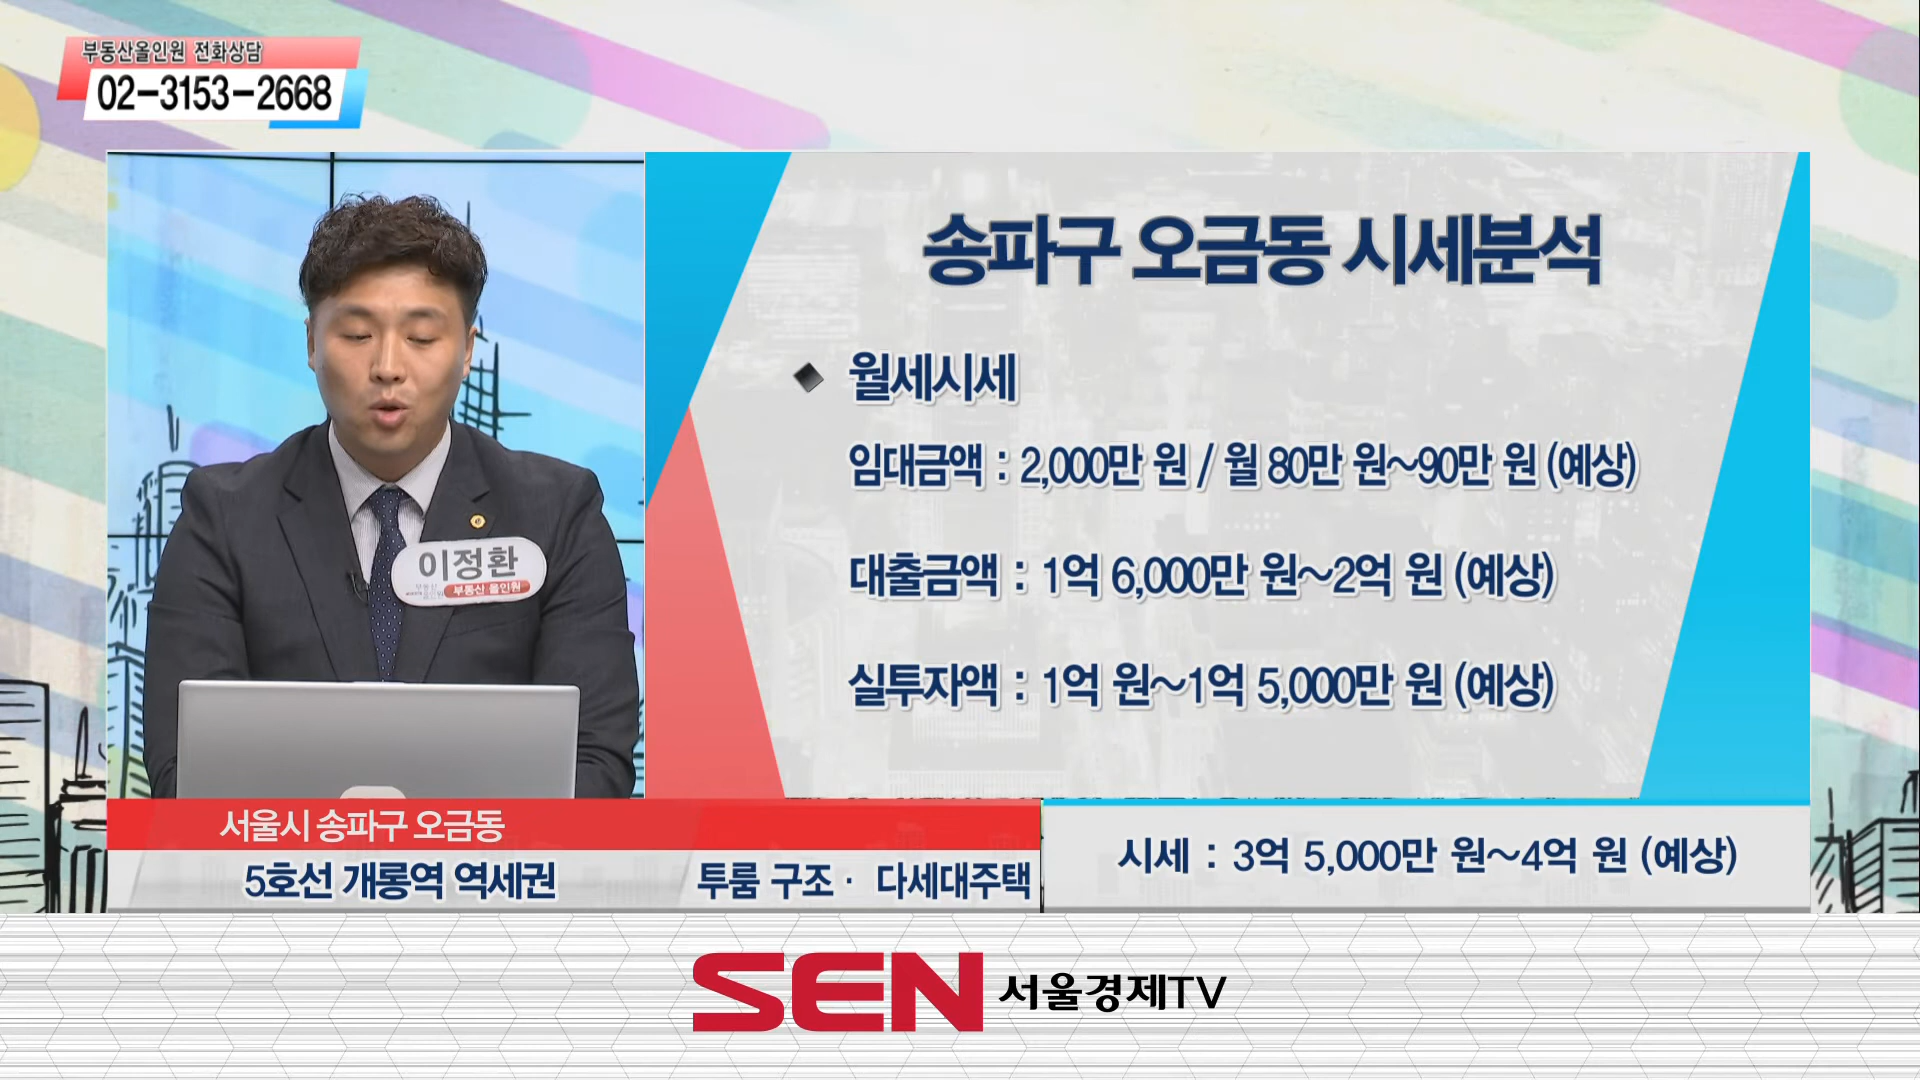 부동산올인원 전화상담
02-3153-2668
송파구 오금동 시세분석
월세시세
임대금액 : 2,000만 원 / 월 80만 원~90만 원 (예상)
대출금액 : 1억 6,000만 원~2억 원 (예상)
실투자액 : 1억 원~1억 5,000만 원 (예상)
이정환
부동산 올인원
서울시 송파구 오금동
5호선 개롱역 역세권 투룸 구조 · 다세대주택
시세 : 3억 5,000만 원~4억 원 (예상)
SEN 서울경제TV